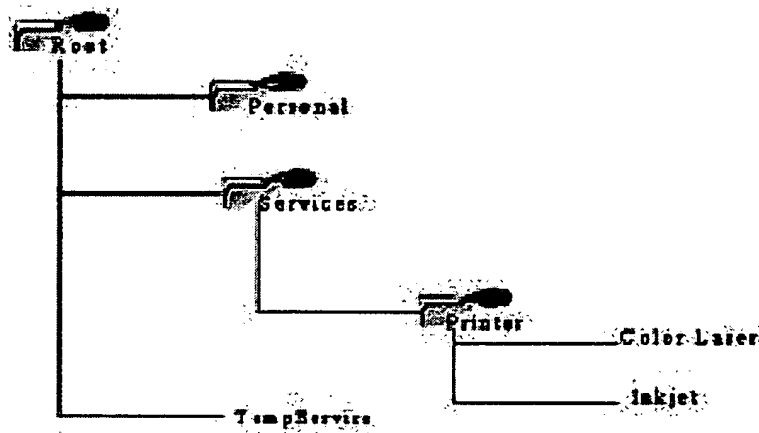 Root
Personal
Services
Printer
Color Laser
Inkjet
TempService